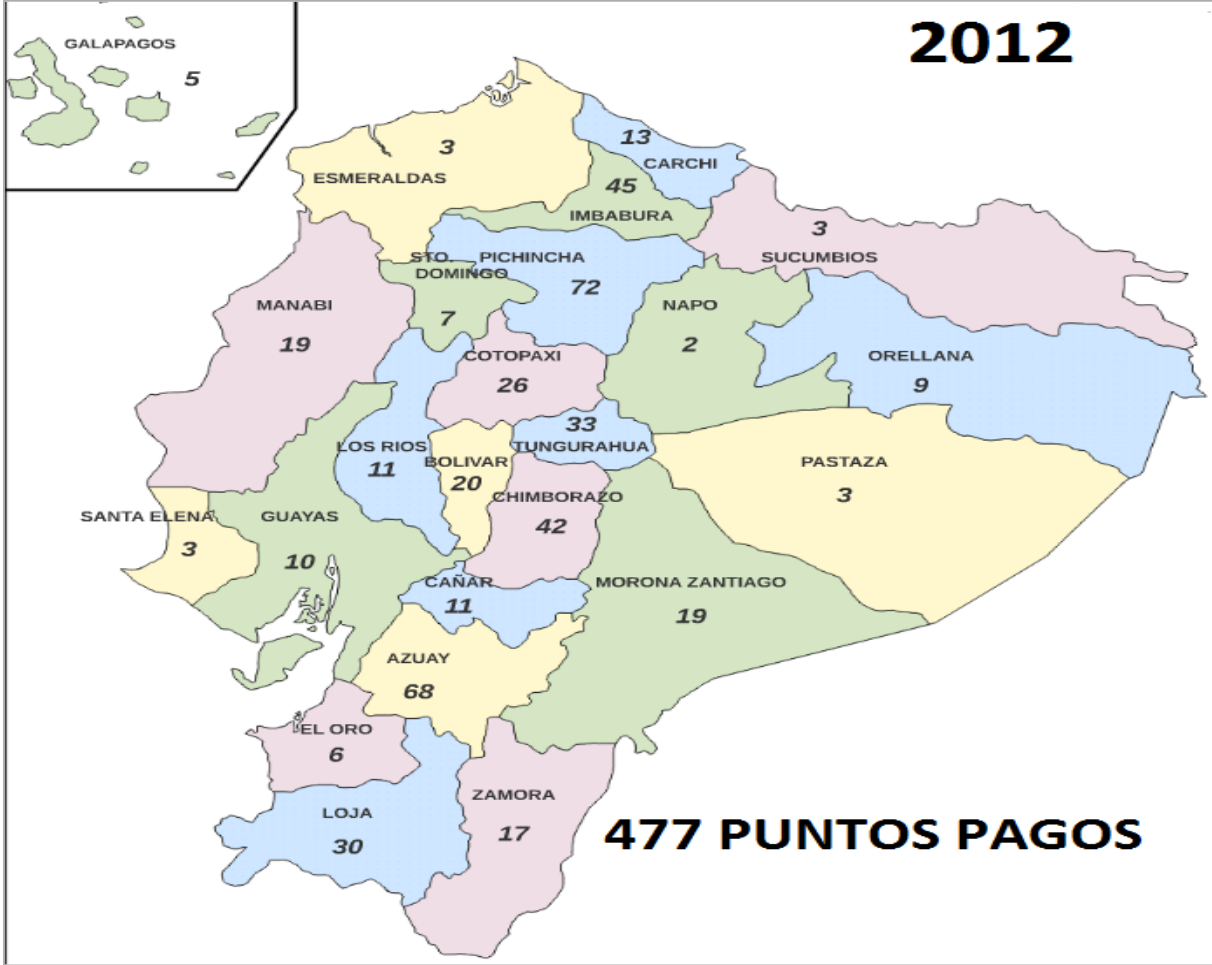 2012
GALAPAGOS
5
3
ESMERALDAS
13
CARCHI
45
IMBABURA
3
SUCUMBIOS
STO.
DOMINGO
7
PICHINCHA
72
MANABI
19
NAPO
2
ORELLANA
9
COTOPAXI
26
33
TUNGURAHUA
LOS RIOS
11
BOLIVAR
20
PASTAZA
3
CHIMBORAZO
42
SANTA ELENA
3
GUAYAS
10
CAÑAR
11
MORONA ZANTIAGO
19
AZUAY
68
EL ORO
6
LOJA
30
ZAMORA
17
477 PUNTOS PAGOS